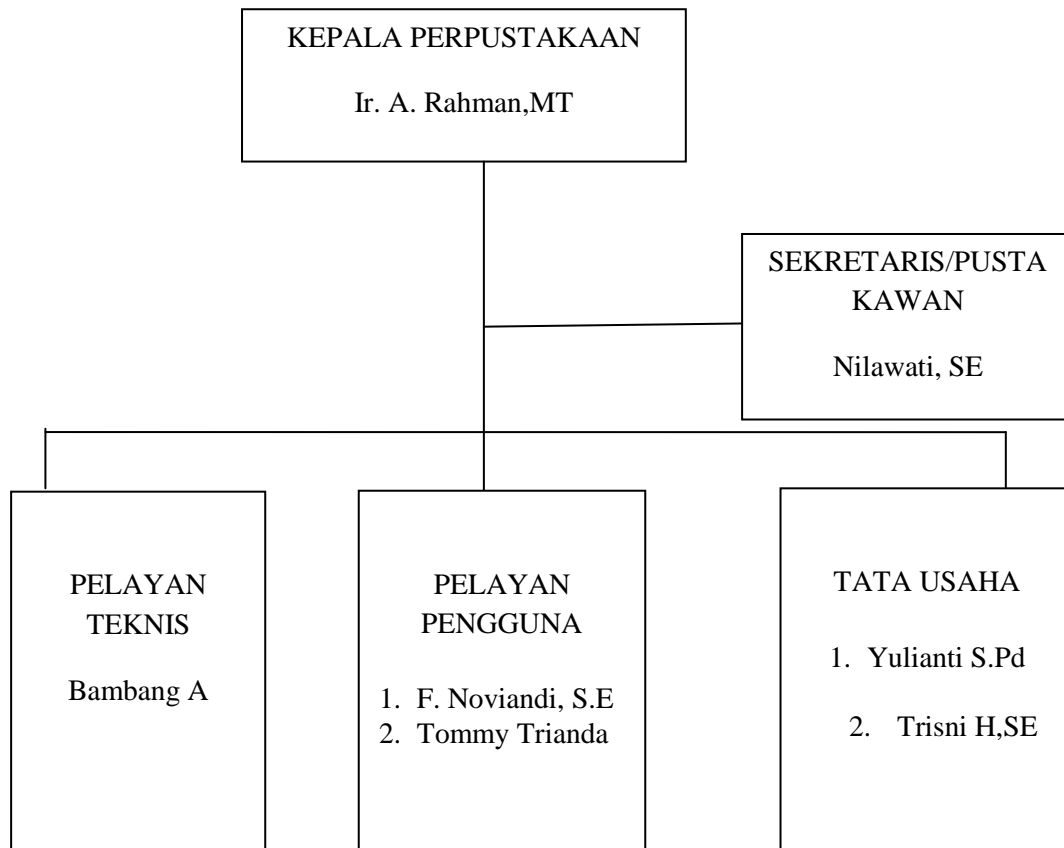 KEPALA PERPUSTAKAAN
Ir. A. Rahman,MT
SEKRETARIS/PUSTA
KAWAN
Nilawati, SE
PELAYAN
TEKNIS
Bambang A
PELAYAN
PENGGUNA
1. F. Noviandi, S.E
2. Tommy Trianda
TATA USAHA
1. Yulianti S.Pd
2. Trisni H,SE